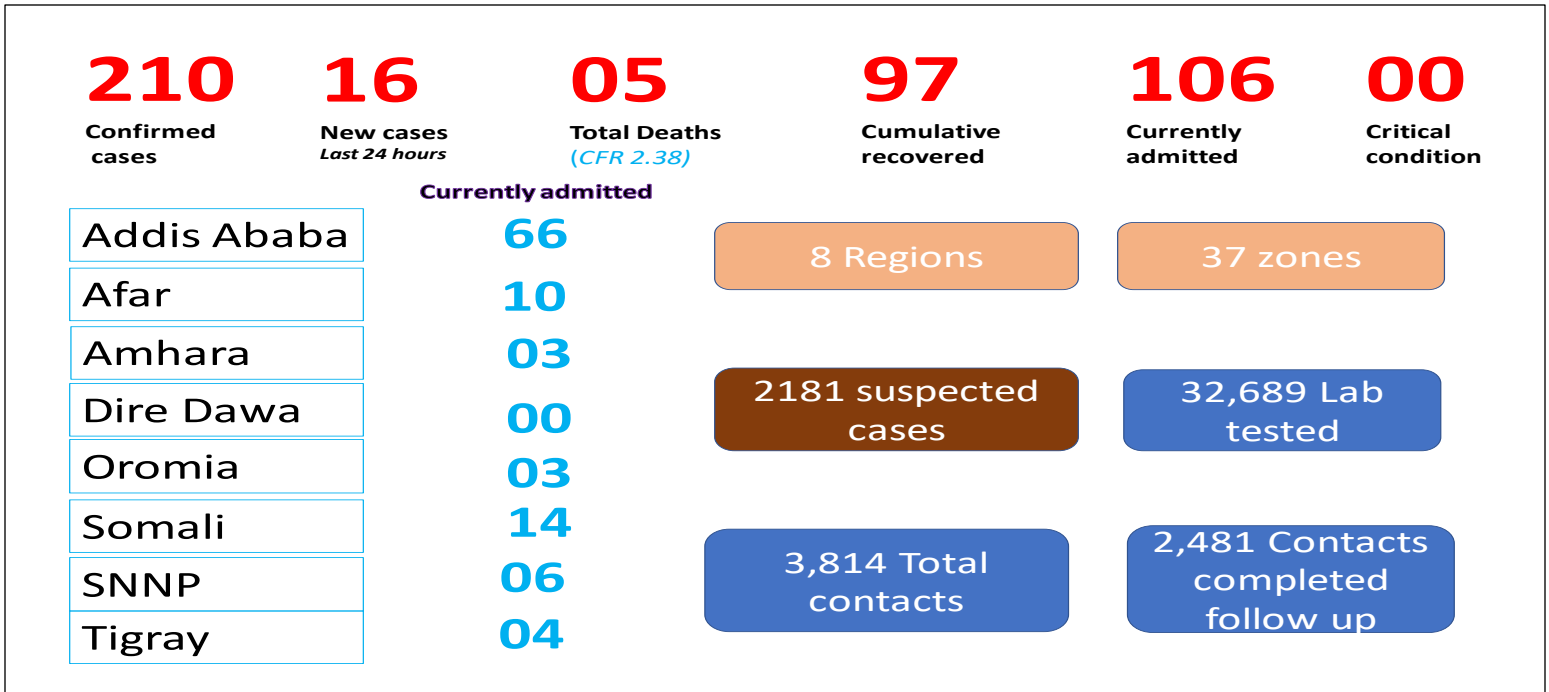 210 16 05 97 106 00
Confirmed New cases Total Deaths Cumulative Currently Critical
cases Last 24 hours (CFR 2.38) recovered admitted condition
Currently admitted
Addis Ababa 66
Afar 10
Amhara 03
Dire Dawa 00
Oromia 03
Somali 14
SNNP 06
Tigray 04
8 Regions 37 zones
2181 suspected
cases
32,689 Lab
tested
3,814 Total
contacts
2,481 Contacts
completed
follow up